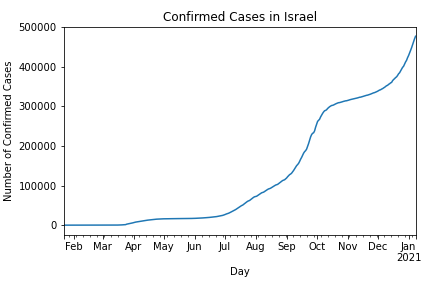 Confirmed Cases in Israel
500000
400000
300000
200000
100000
0
Number of Confirmed Cases
Feb Mar Apr May Jun Jul Aug Sep Oct Nov Dec Jan
2021
Day